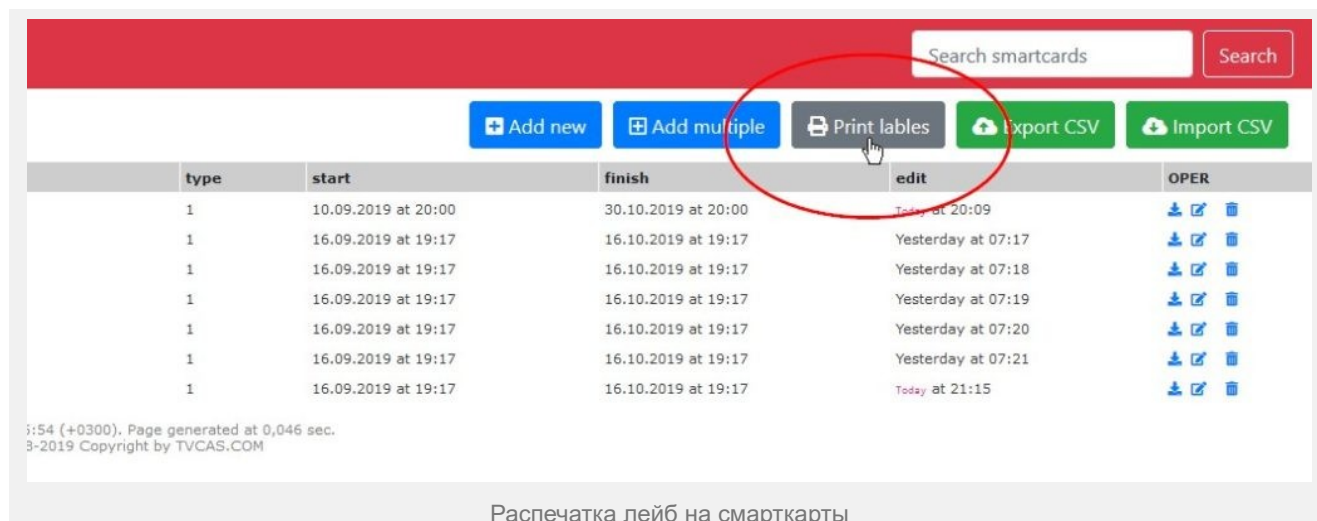 Search smartcards Search
Add new Add multiple Print lables Export CSV Import CSV
type start finish edit OPER
1 10.09.2019 at 20:00 30.10.2019 at 20:00 Today at 20:09
1 16.09.2019 at 19:17 16.10.2019 at 19:17 Yesterday at 07:17
1 16.09.2019 at 19:17 16.10.2019 at 19:17 Yesterday at 07:18
1 16.09.2019 at 19:17 16.10.2019 at 19:17 Yesterday at 07:19
1 16.09.2019 at 19:17 16.10.2019 at 19:17 Yesterday at 07:20
1 16.09.2019 at 19:17 16.10.2019 at 19:17 Yesterday at 07:21
1 16.09.2019 at 19:17 16.10.2019 at 19:17 Today at 21:15
:54 (+0300). Page generated at 0,046 sec.
-2019 Copyright by TVCAS.COM
Распечатка лейб на смарткарты